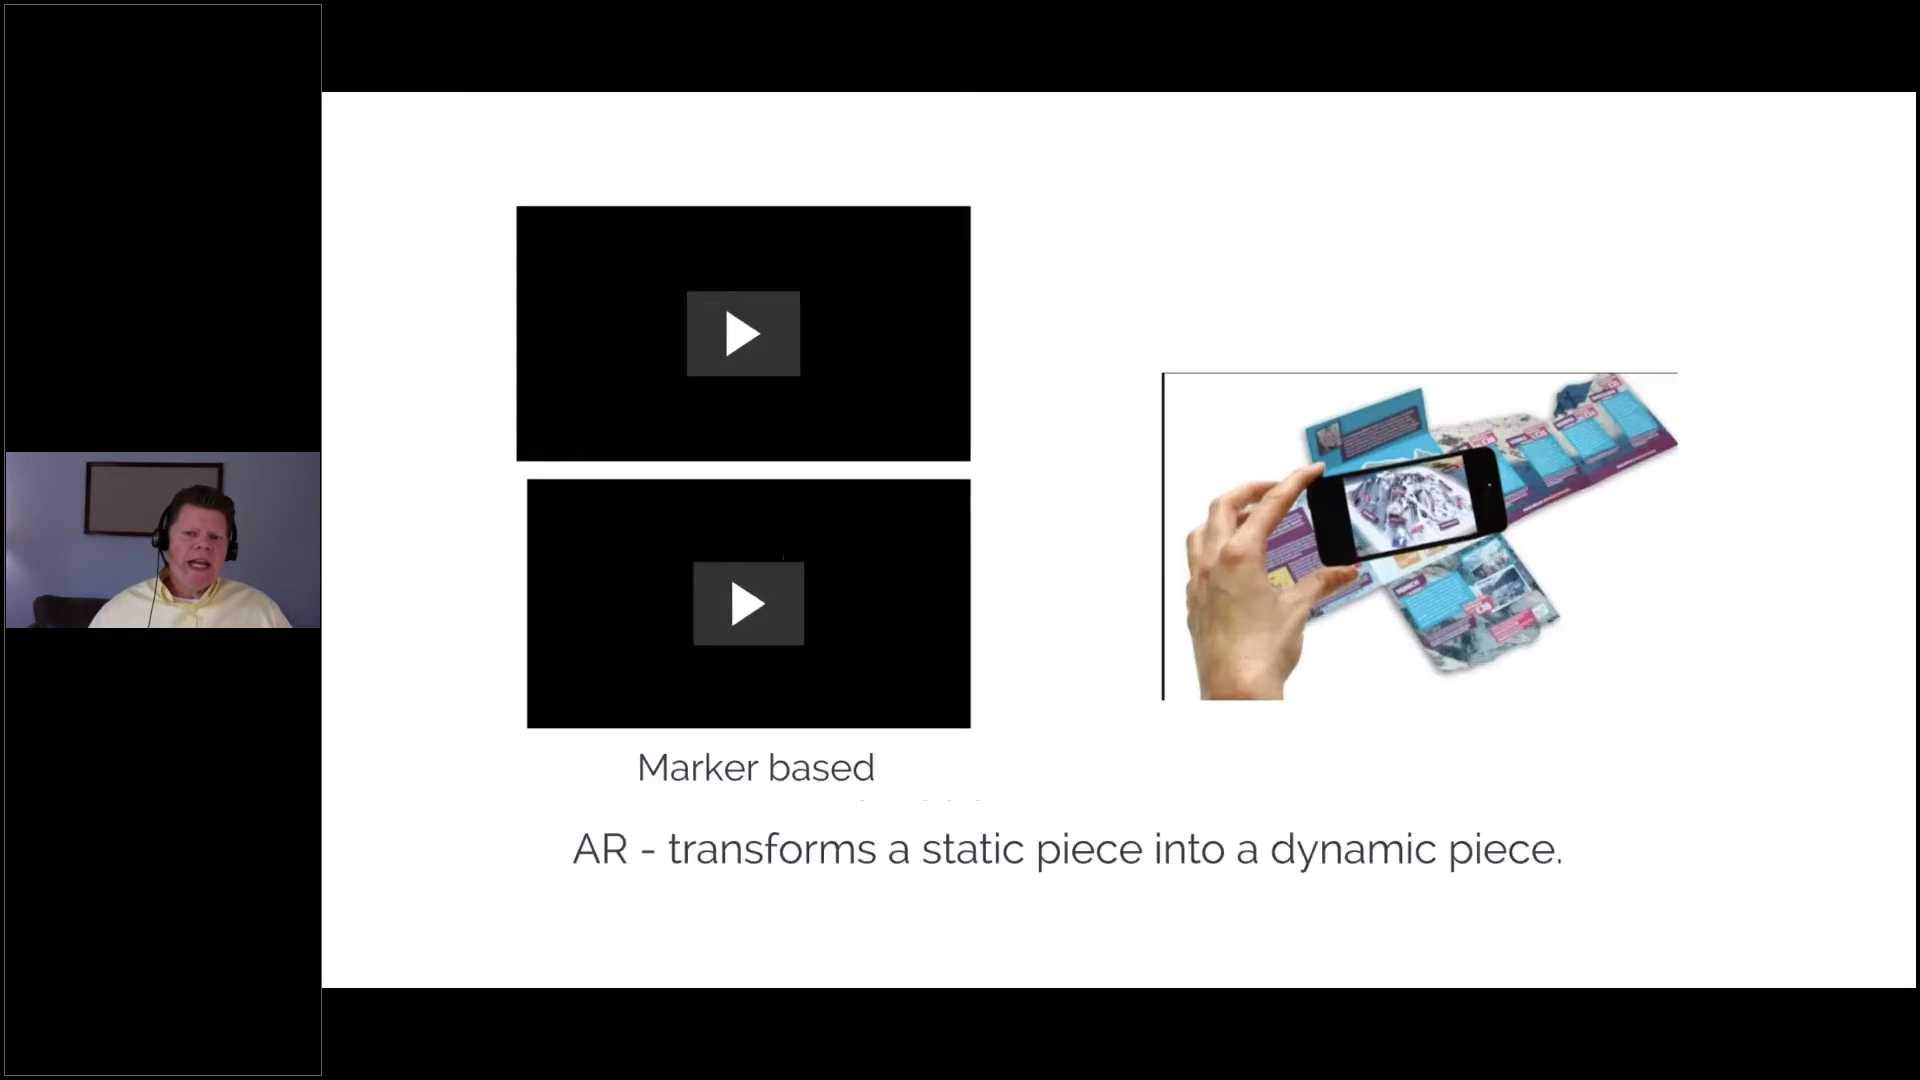 Marker based
AR - transforms a static piece into a dynamic piece.